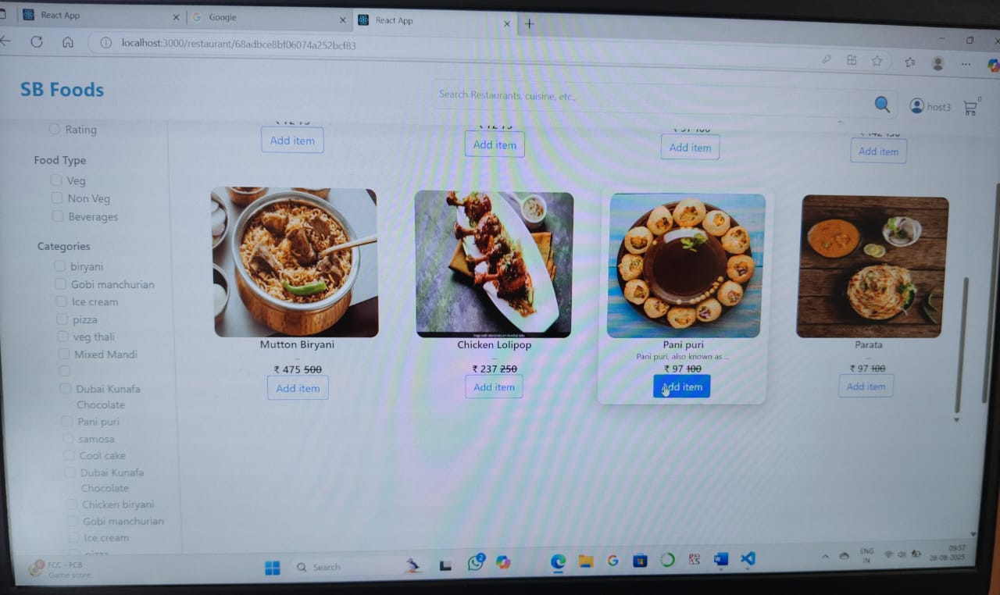 React App
Google
React App
localhost:3000/restaurant/68adbce8bf06074a252bcf83
SB Foods
Search Restaurants, cuisine, etc.,
host3
0
Rating
Add item
Add item
Add item
Add item
Food Type
Veg
Non Veg
Beverages
Categories
biryani
Gobi manchurian
Ice cream
pizza
veg thali
Mixed Mandi
Dubai Kunafa
Chocolate
Pani puri
samosa
Cool cake
Dubai Kunafa
Chocolate
Chicken biryani
Gobi manchurian
Ice cream
pizza
Mutton Biryani
...
₹ 475 500
Add item
Chicken Lolipop
...
₹ 237 250
Add item
Pani puri
Pani puri, also known as ...
₹ 97 100
Add item
Parata
...
₹ 97 100
Add item
FCC - FCB
Game score
Search
2
ENG
IN
09:57
28-08-2025